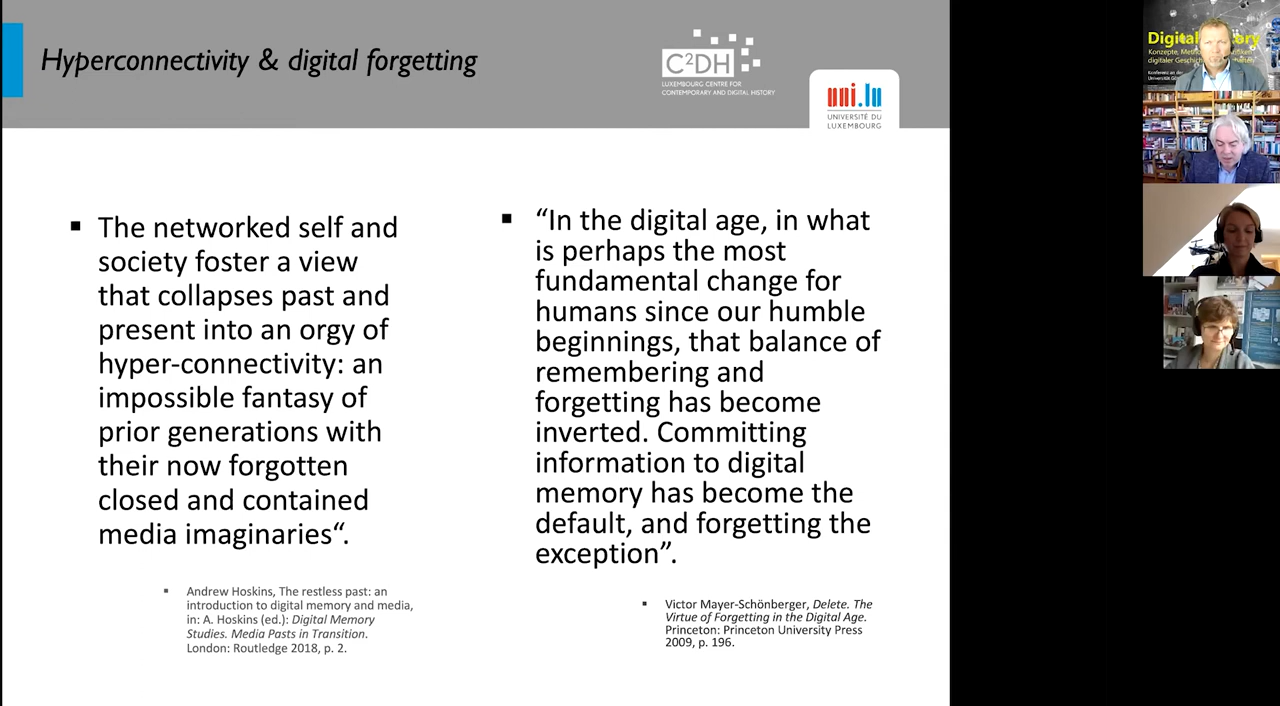 Hyperconnectivity & digital forgetting
C²DH
LUXEMBOURG CENTRE FOR
CONTEMPORARY AND DIGITAL HISTORY
uni.lu
UNIVERSITÉ DU
LUXEMBOURG
▪ The networked self and
society foster a view
that collapses past and
present into an orgy of
hyper-connectivity: an
impossible fantasy of
prior generations with
their now forgotten
closed and contained
media imaginaries“.
▪ Andrew Hoskins, The restless past: an
introduction to digital memory and media,
in: A. Hoskins (ed.): Digital Memory
Studies. Media Pasts in Transition.
London: Routledge 2018, p. 2.
▪ “In the digital age, in what
is perhaps the most
fundamental change for
humans since our humble
beginnings, that balance of
remembering and
forgetting has become
inverted. Committing
information to digital
memory has become the
default, and forgetting the
exception”.
▪ Victor Mayer-Schönberger, Delete. The
Virtue of Forgetting in the Digital Age.
Princeton: Princeton University Press
2009, p. 196.
Digital
Konzepte,
digitaler
Konferenz an
Universität